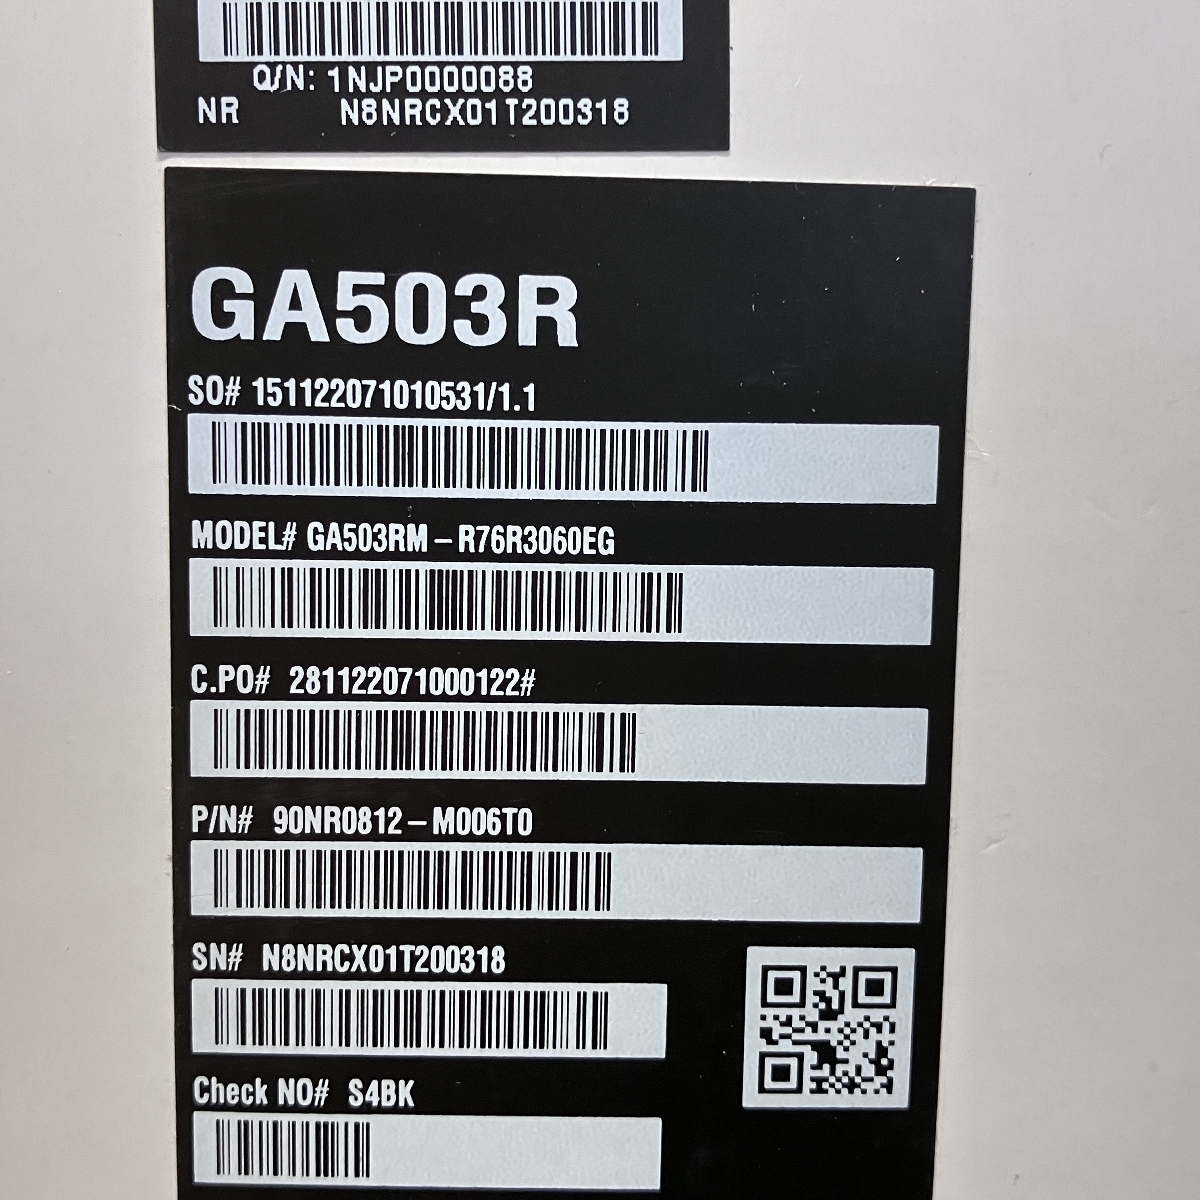 Q/N: 1NJP0000088
NR N8NRCX01T200318
GA503R
SO# 151122071010531/1.1
MODEL# GA503RM-R76R3060EG
C.PO# 281122071000122#
P/N# 90NR0812-M006T0
SN# N8NRCX01T200318
Check NO# S4BK